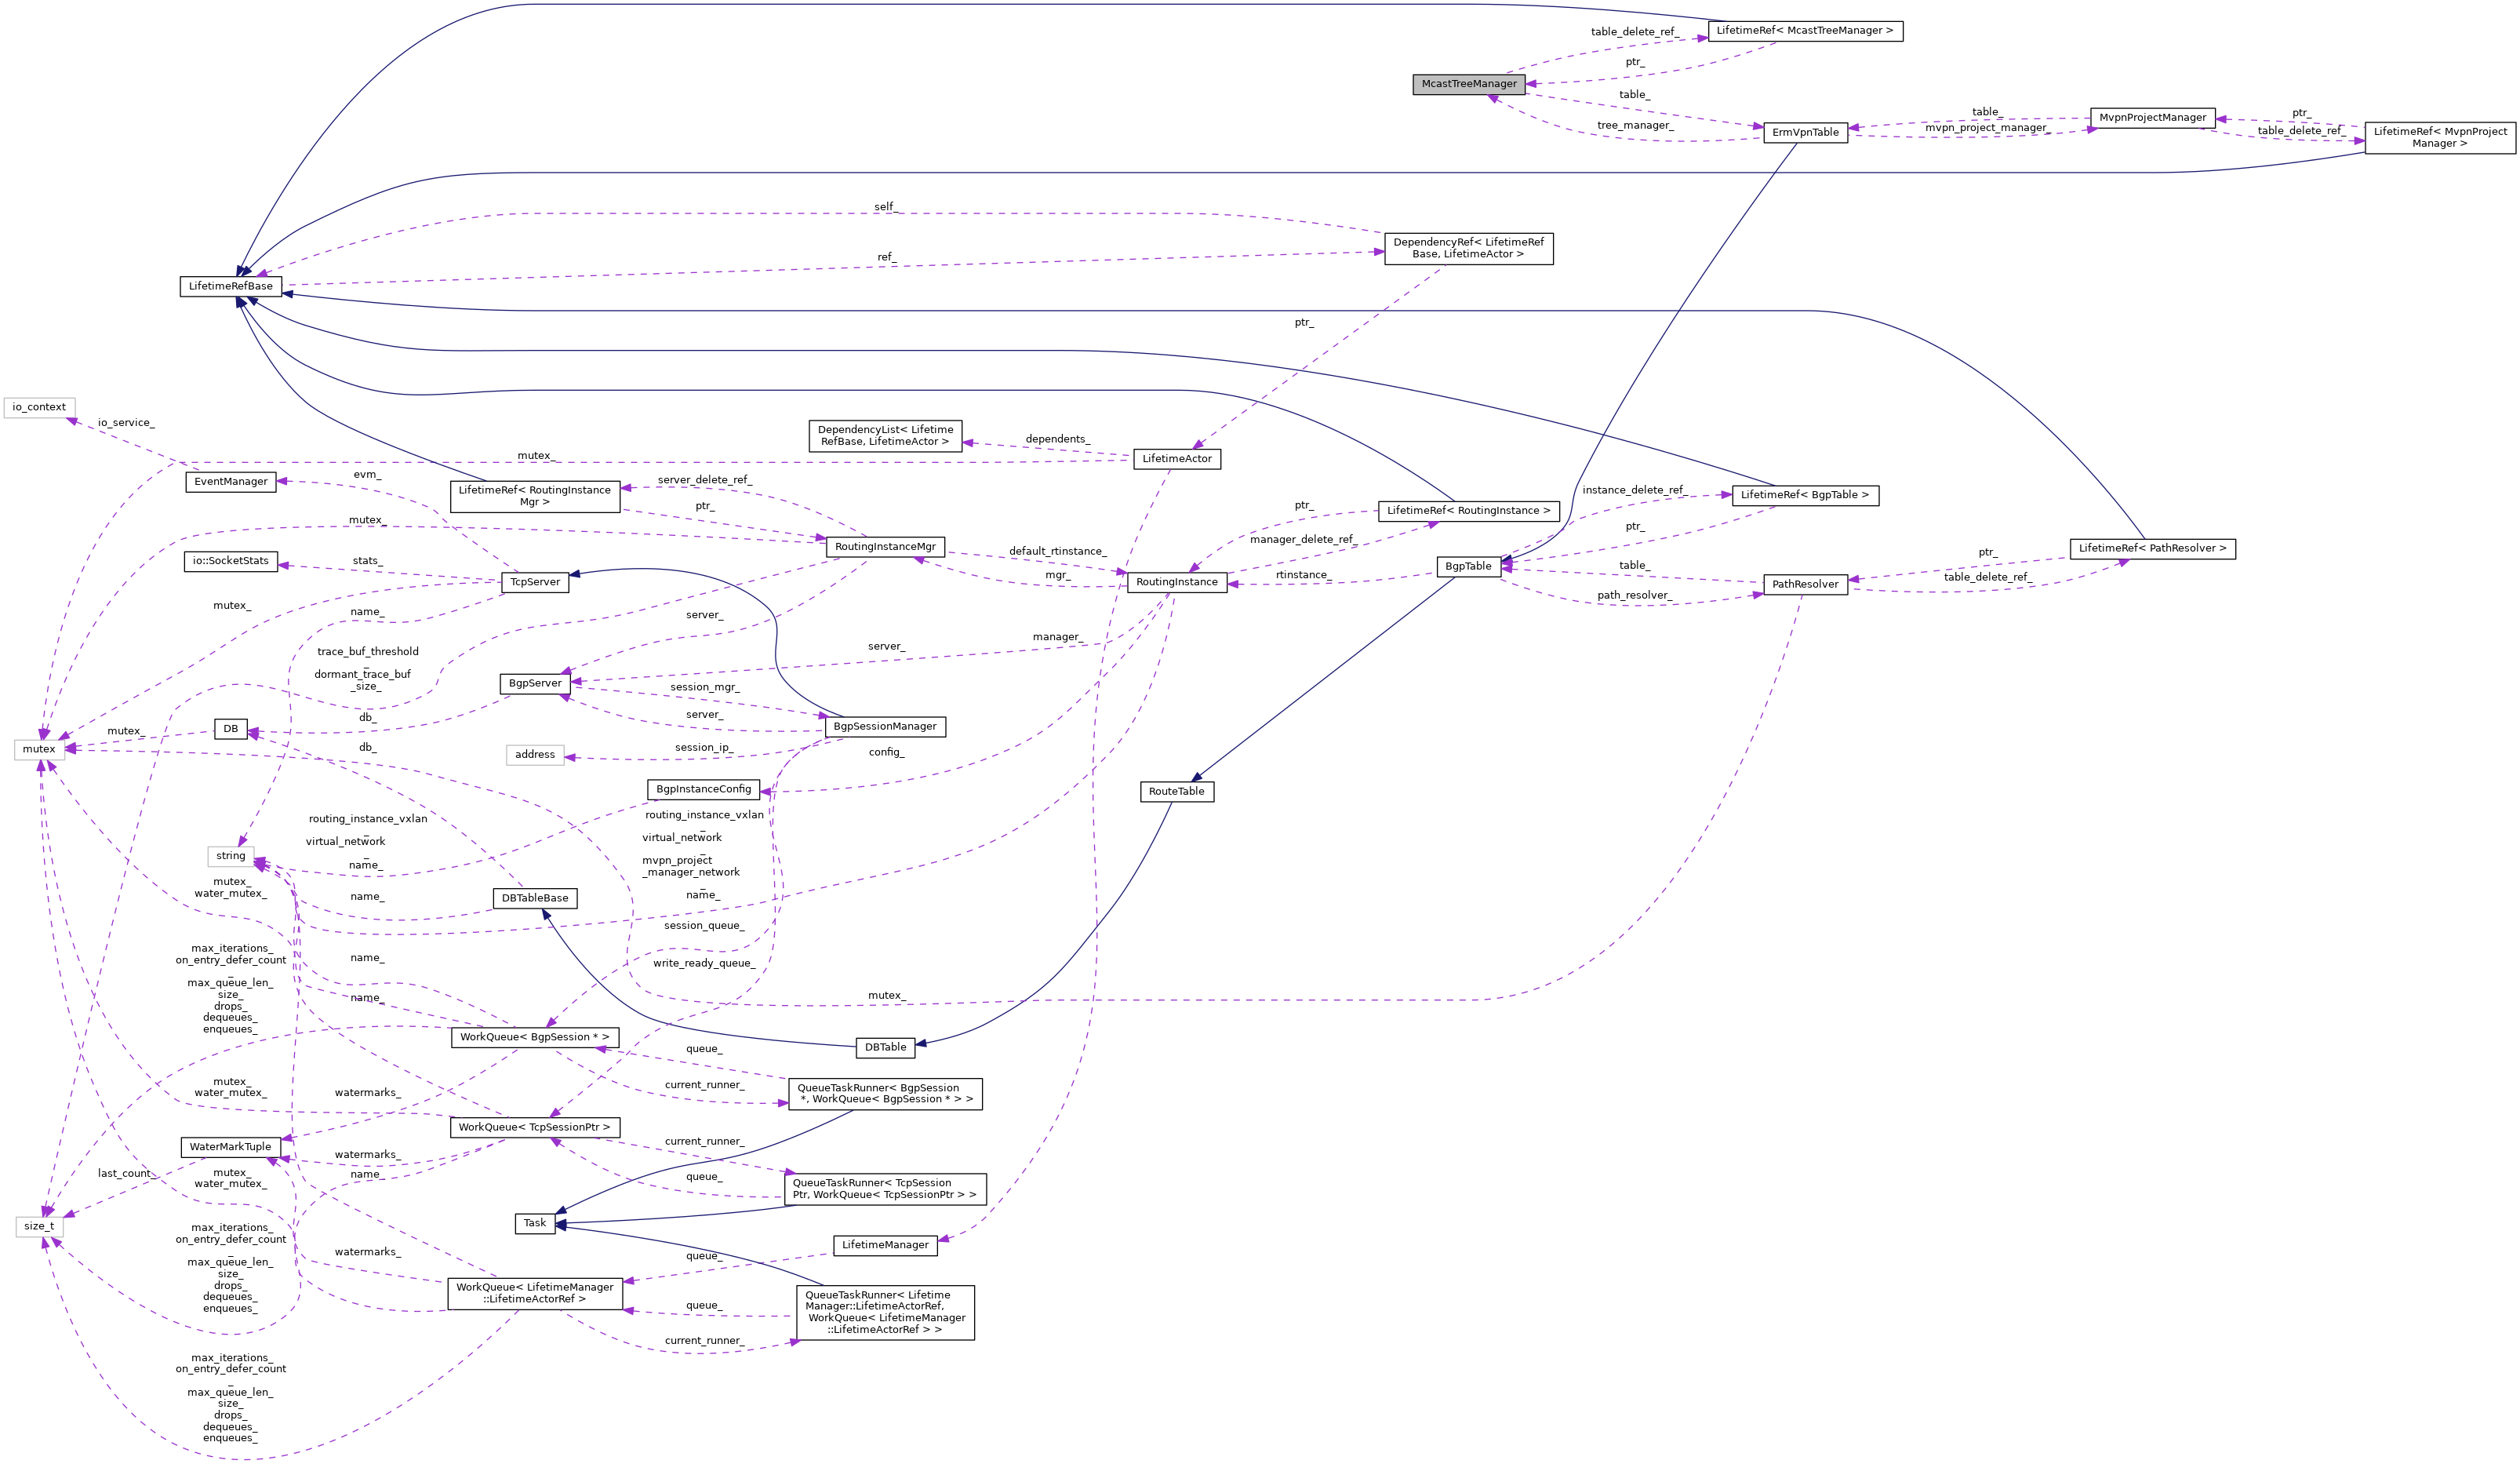 LifetimeRef< McastTreeManager >
table_delete_ref_
ptr_
McastTreeManager
table_
tree_manager_
ErmVpnTable
table_
mvpn_project_manager_
MvpnProjectManager
ptr_
table_delete_ref_
LifetimeRef< MvpnProject
Manager >
self_
ref_
DependencyRef< LifetimeRef
Base, LifetimeActor >
LifetimeRefBase
ptr_
io_context
io_service_
DependencyList< Lifetime
RefBase, LifetimeActor >
dependents_
LifetimeActor
mutex_
EventManager
evm_
LifetimeRef< RoutingInstance
Mgr >
server_delete_ref_
ptr_
mutex_
RoutingInstanceMgr
default_rtinstance_
mgr_
ptr_
manager_delete_ref_
LifetimeRef< RoutingInstance >
instance_delete_ref_
LifetimeRef< BgpTable >
ptr_
LifetimeRef< PathResolver >
ptr_
table_delete_ref_
io::SocketStats
stats_
TcpServer
RoutingInstance
rtinstance_
BgpTable
table_
path_resolver_
PathResolver
mutex_
name_
server_
manager_
server_
trace_buf_threshold
_
dormant_trace_buf
_size_
BgpServer
session_mgr_
server_
BgpSessionManager
db_
DB
mutex_
mutex
db_
address
session_ip_
config_
BgpInstanceConfig
RouteTable
routing_instance_vxlan
_
virtual_network
_
name_
routing_instance_vxlan
_
virtual_network
_
mvpn_project
_manager_network
_
name_
string
mutex_
water_mutex_
DBTableBase
name_
session_queue_
max_iterations_
on_entry_defer_count
_
max_queue_len_
size_
drops_
dequeues_
enqueues_
name_
write_ready_queue_
name_
mutex_
WorkQueue< BgpSession * >
DBTable
queue_
current_runner_
QueueTaskRunner< BgpSession
*, WorkQueue< BgpSession * > >
mutex_
water_mutex_
watermarks_
WorkQueue< TcpSessionPtr >
current_runner_
WaterMarkTuple
watermarks_
last_count_
name_
queue_
QueueTaskRunner< TcpSession
Ptr, WorkQueue< TcpSessionPtr > >
mutex_
water_mutex_
size_t
Task
max_iterations_
on_entry_defer_count
_
max_queue_len_
size_
drops_
dequeues_
enqueues_
watermarks_
LifetimeManager
queue_
WorkQueue< LifetimeManager
::LifetimeActorRef >
queue_
current_runner_
QueueTaskRunner< Lifetime
Manager::LifetimeActorRef,
WorkQueue< LifetimeManager
::LifetimeActorRef > >
max_iterations_
on_entry_defer_count
_
max_queue_len_
size_
drops_
dequeues_
enqueues_